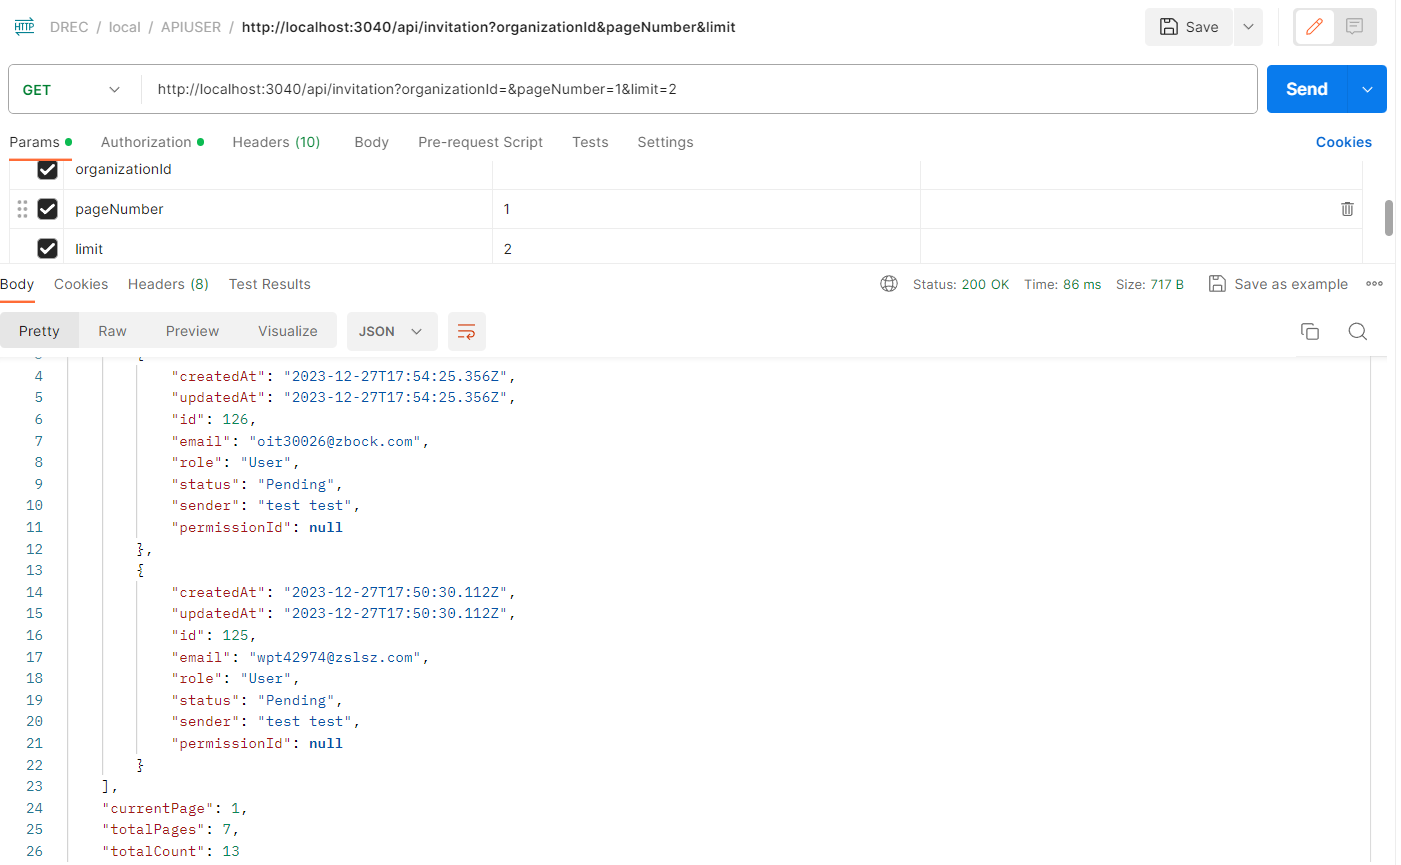 HTTP DREC / local / APIUSER / http://localhost:3040/api/invitation?organizationId&pageNumber&limit Save
GET http://localhost:3040/api/invitation?organizationId=&pageNumber=1&limit=2 Send
Params Authorization Headers (10) Body Pre-request Script Tests Settings Cookies
organizationId
pageNumber 1
limit 2
Body Cookies Headers (8) Test Results Status: 200 OK Time: 86 ms Size: 717 B Save as example
Pretty Raw Preview Visualize JSON
3 {
4 "createdAt": "2023-12-27T17:54:25.356Z",
5 "updatedAt": "2023-12-27T17:54:25.356Z",
6 "id": 126,
7 "email": "oit30026@zbock.com",
8 "role": "User",
9 "status": "Pending",
10 "sender": "test test",
11 "permissionId": null
12 },
13 {
14 "createdAt": "2023-12-27T17:50:30.112Z",
15 "updatedAt": "2023-12-27T17:50:30.112Z",
16 "id": 125,
17 "email": "wpt42974@zslsz.com",
18 "role": "User",
19 "status": "Pending",
20 "sender": "test test",
21 "permissionId": null
22 }
23 ],
24 "currentPage": 1,
25 "totalPages": 7,
26 "totalCount": 13